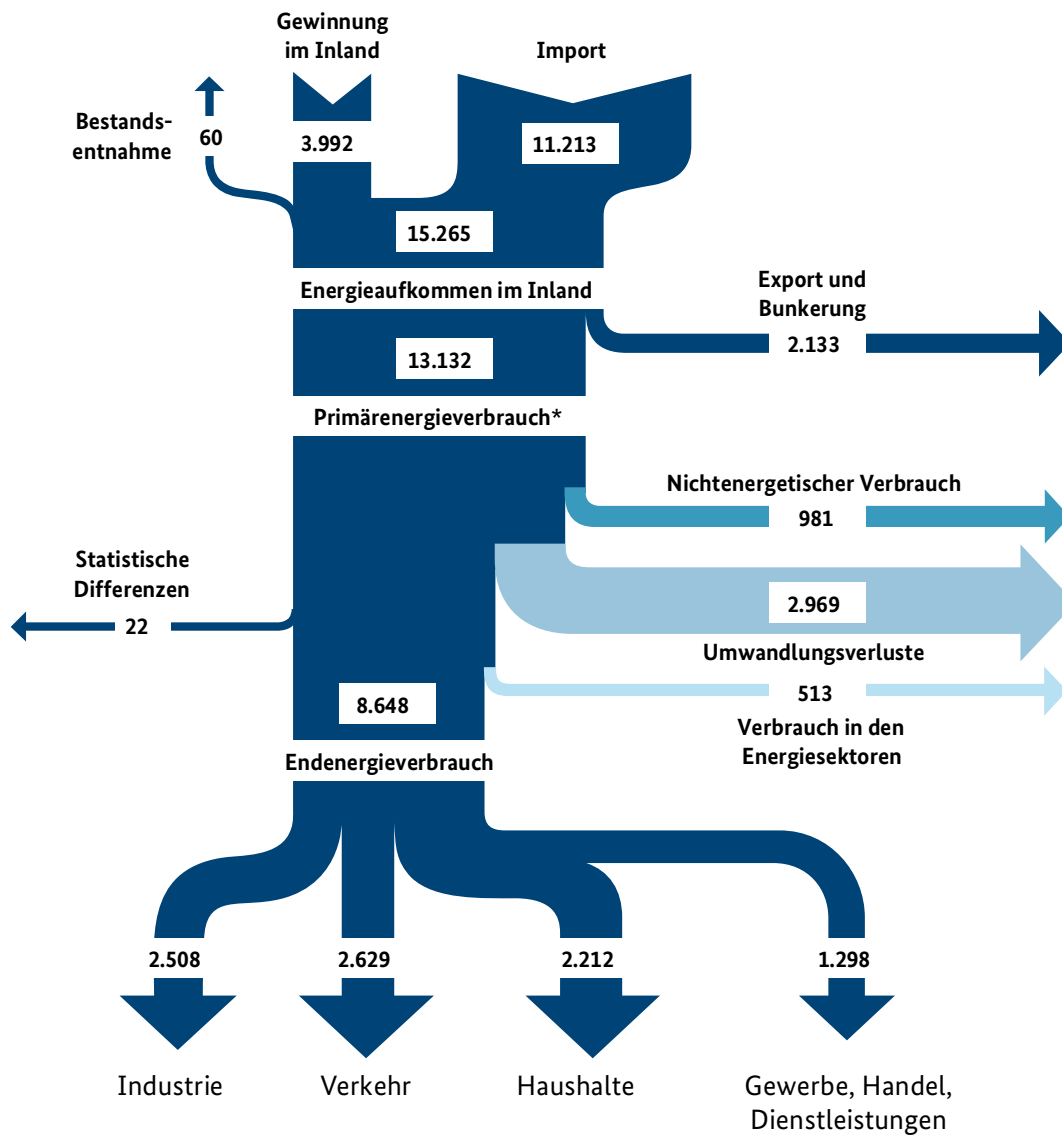 Gewinnung
im Inland
Import
Bestands-
entnahme
60
3.992
11.213
15.265
Energieaufkommen im Inland
Export und
Bunkerung
2.133
13.132
Primärenergieverbrauch*
Nichtenergetischer Verbrauch
981
Statistische
Differenzen
22
2.969
Umwandlungsverluste
513
Verbrauch in den
Energiesektoren
8.648
Endenergieverbrauch
2.508
2.629
2.212
1.298
Industrie
Verkehr
Haushalte
Gewerbe, Handel,
Dienstleistungen